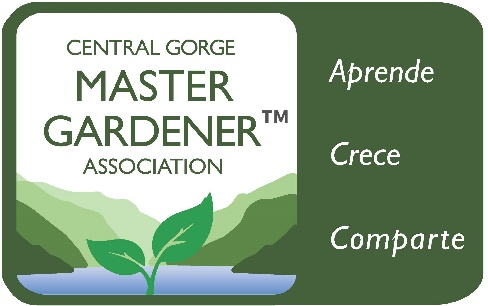 CENTRAL GORGE
MASTER
GARDENER™
ASSOCIATION
Aprende
Crece
Comparte